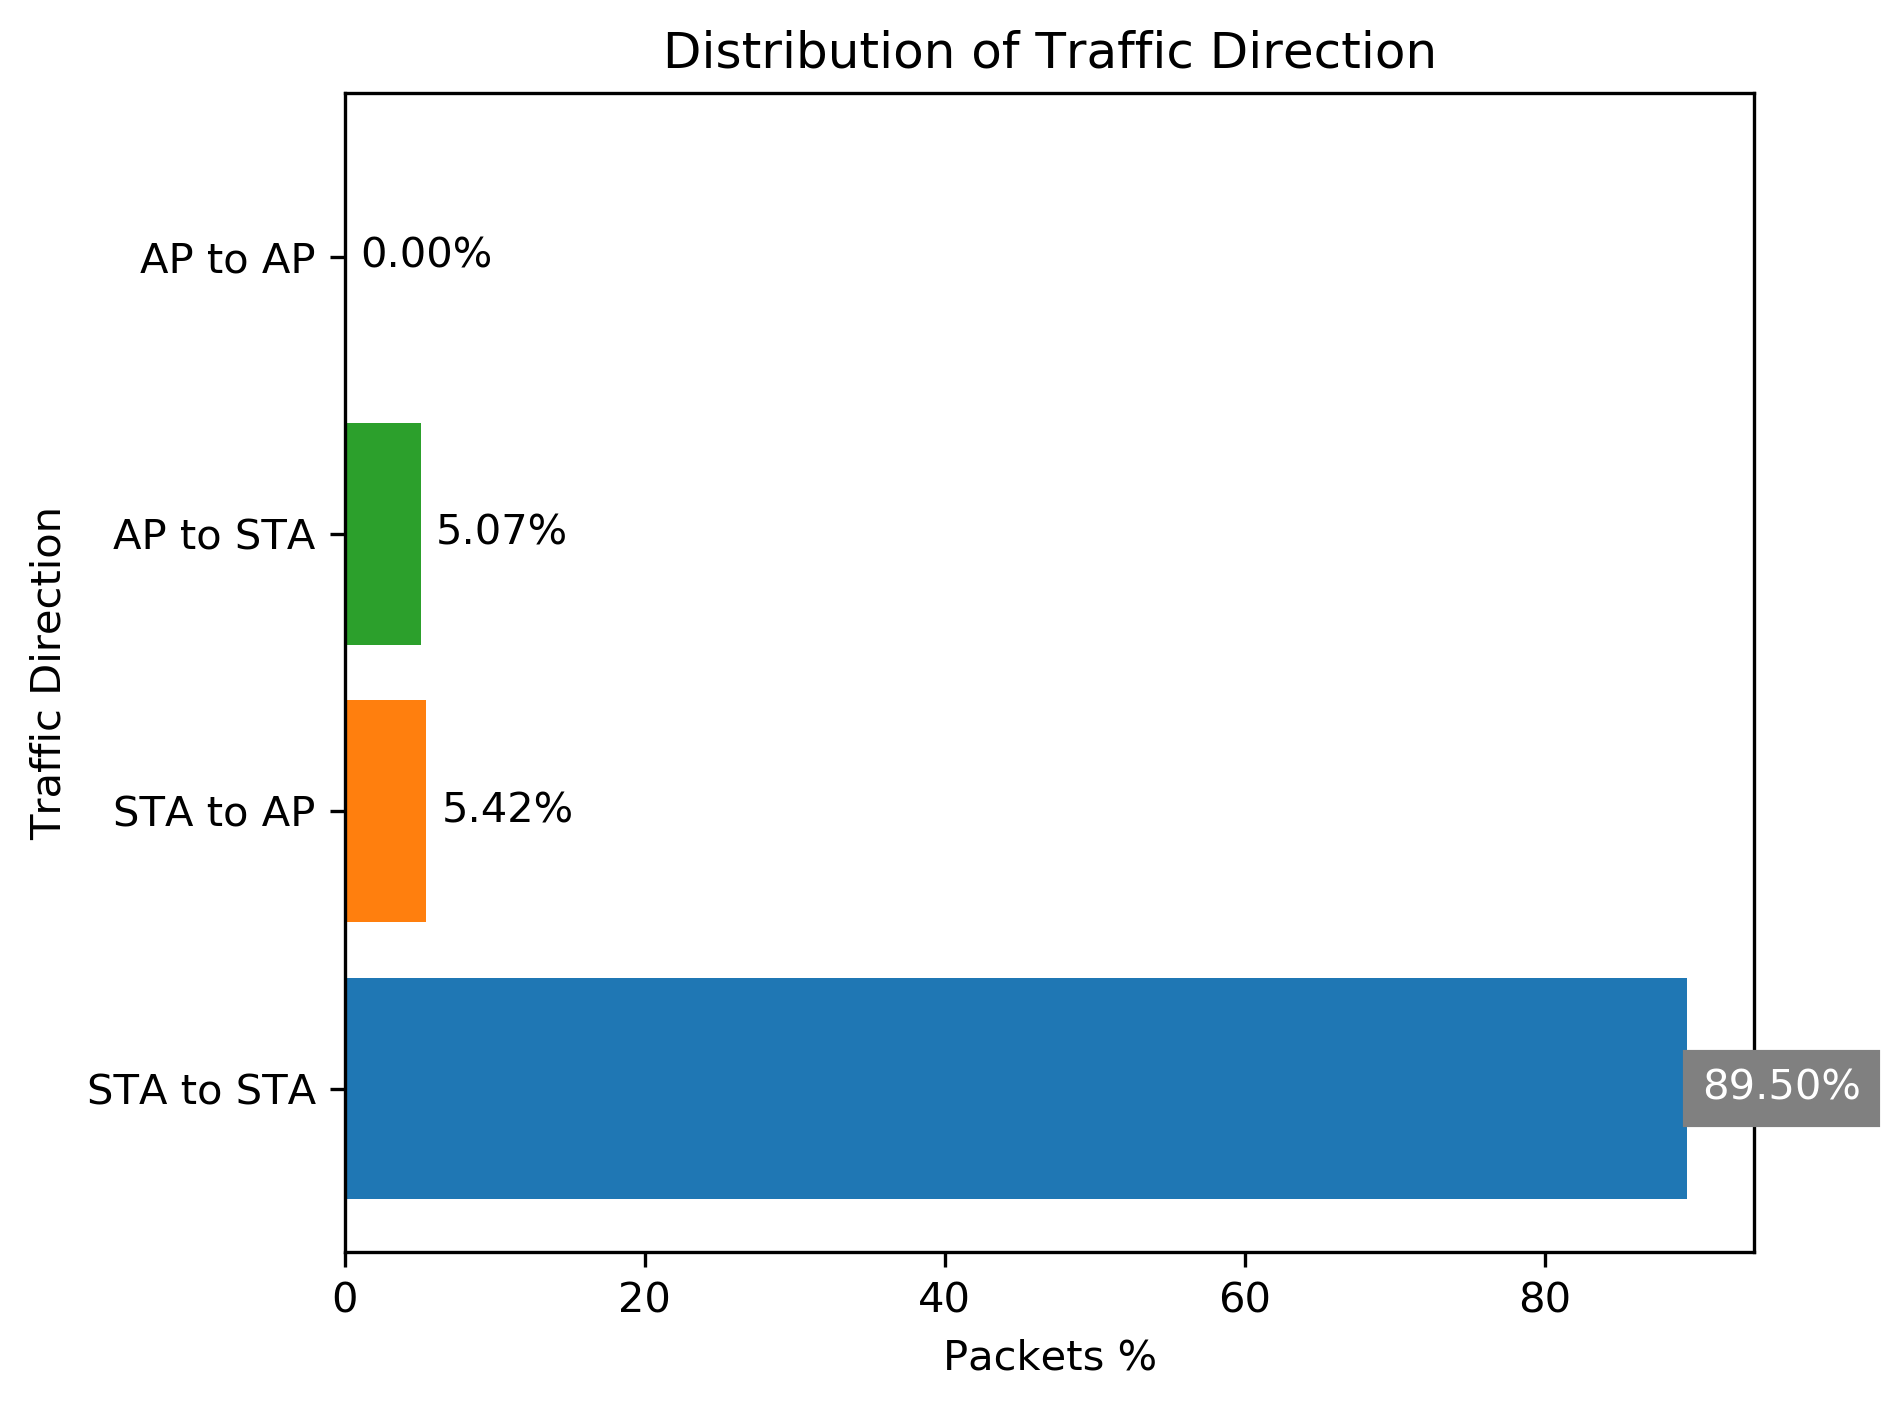 Distribution of Traffic Direction
AP to AP
0.00%
AP to STA
5.07%
STA to AP
5.42%
STA to STA
89.50%
Traffic Direction
0
20
40
60
80
Packets %